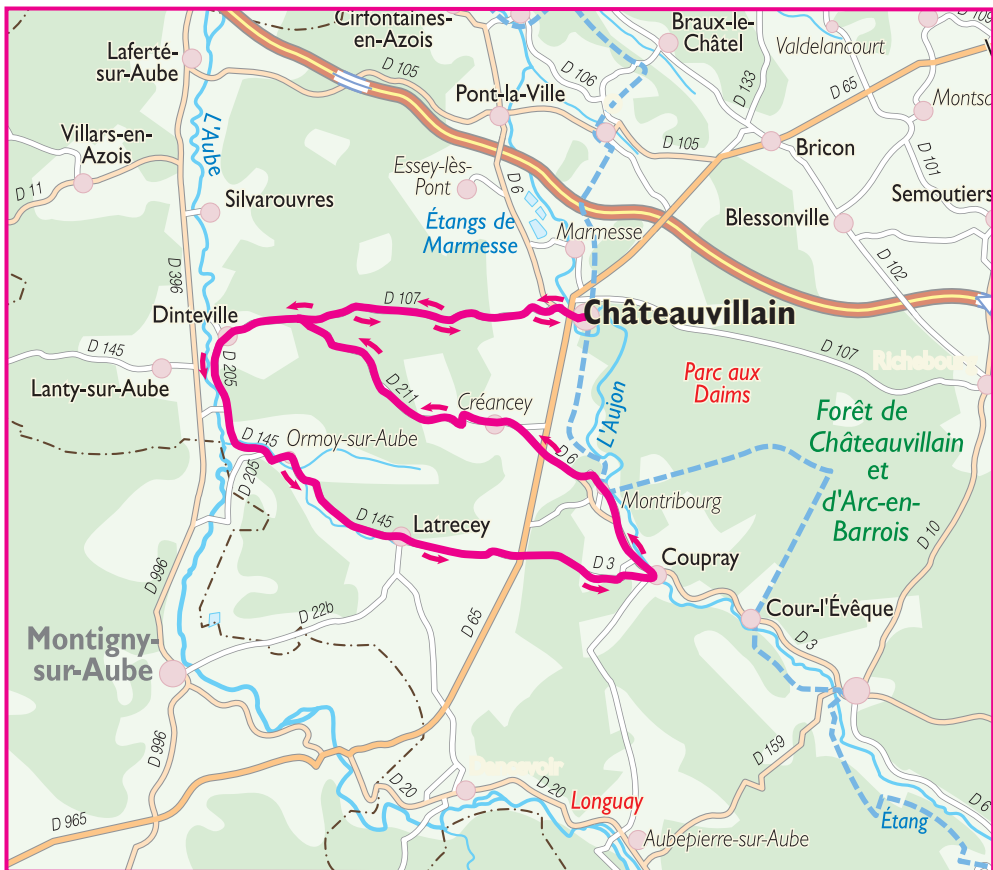 Cirfontaines-
en-Azois
Braux-le-
Châtel
Valdelancourt
D 109
Laferté-
sur-Aube
D 105
D 106
D 133
D 65
Pont-la-Ville
Villars-en-
Azois
L'Aube
D 105
Bricon
D 101
D 11
Essey-lès-
Pont
D 6
Silvarouvres
Étangs de
Marmesse
Marmesse
Blessonville
Semoutiers
D 102
D 396
D 107
Châteauvillain
Dinteville
D 145
D 205
Lanty-sur-Aube
D 107
Parc aux
Daims
D 211
Créancey
L'Aujon
Forêt de
Châteauvillain
et
d'Arc-en-
Barrois
D 145
Ormoy-sur-Aube
D 6
D 205
Montribourg
D 10
D 145
Latrecey
D 3
Coupray
D 996
D 22b
D 65
Cour-l'Évêque
D 3
Montigny-
sur-Aube
D 996
D 159
D 20
D 20
Longuay
D 965
Aubepierre-sur-Aube
Étang
D 6